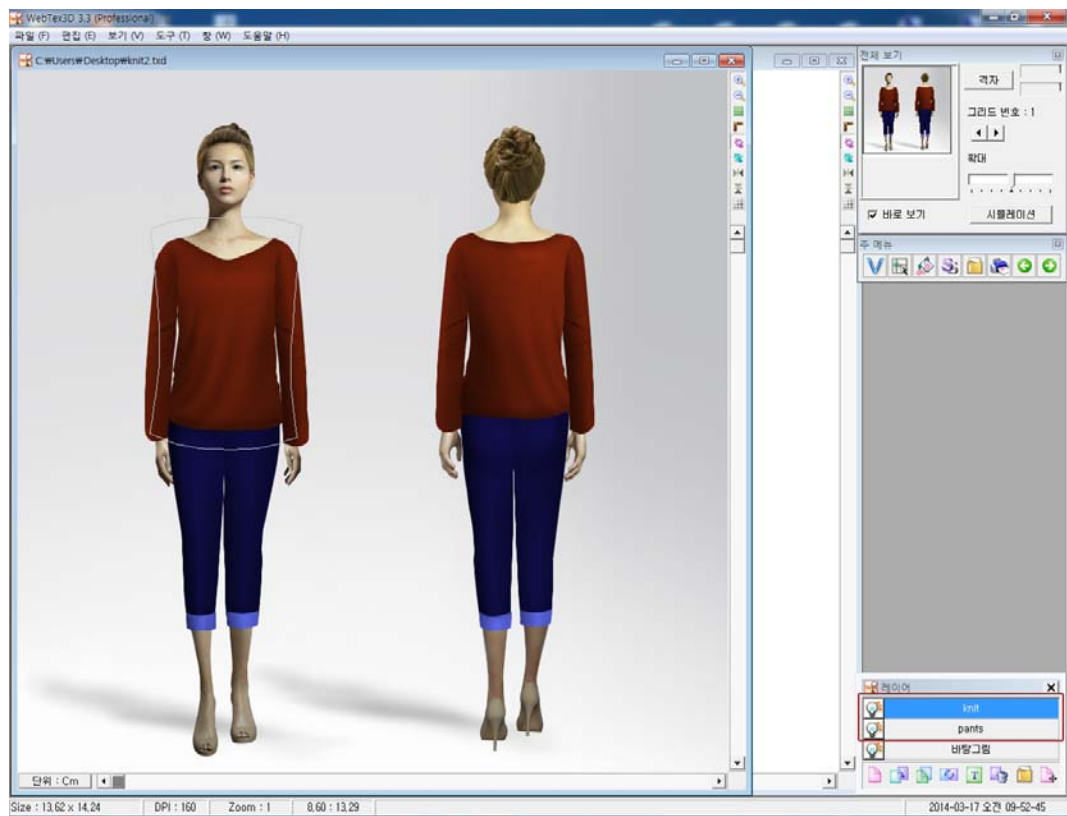 WebTex3D 3.3 (Professional)
파일 (F) 편집 (E) 보기 (V) 도구 (T) 창 (W) 도움말 (H)
C:₩Users₩Desktop₩knit2.txd
전체 보기
격자
그리드 번호 : 1
확대
바로 보기
시뮬레이션
주 메뉴
레이어
knit
pants
바탕그림
단위 : Cm
Size : 13,62 x 14,24 DPI : 160 Zoom : 1 8,60 : 13,29 2014-03-17 오전 09-52-45